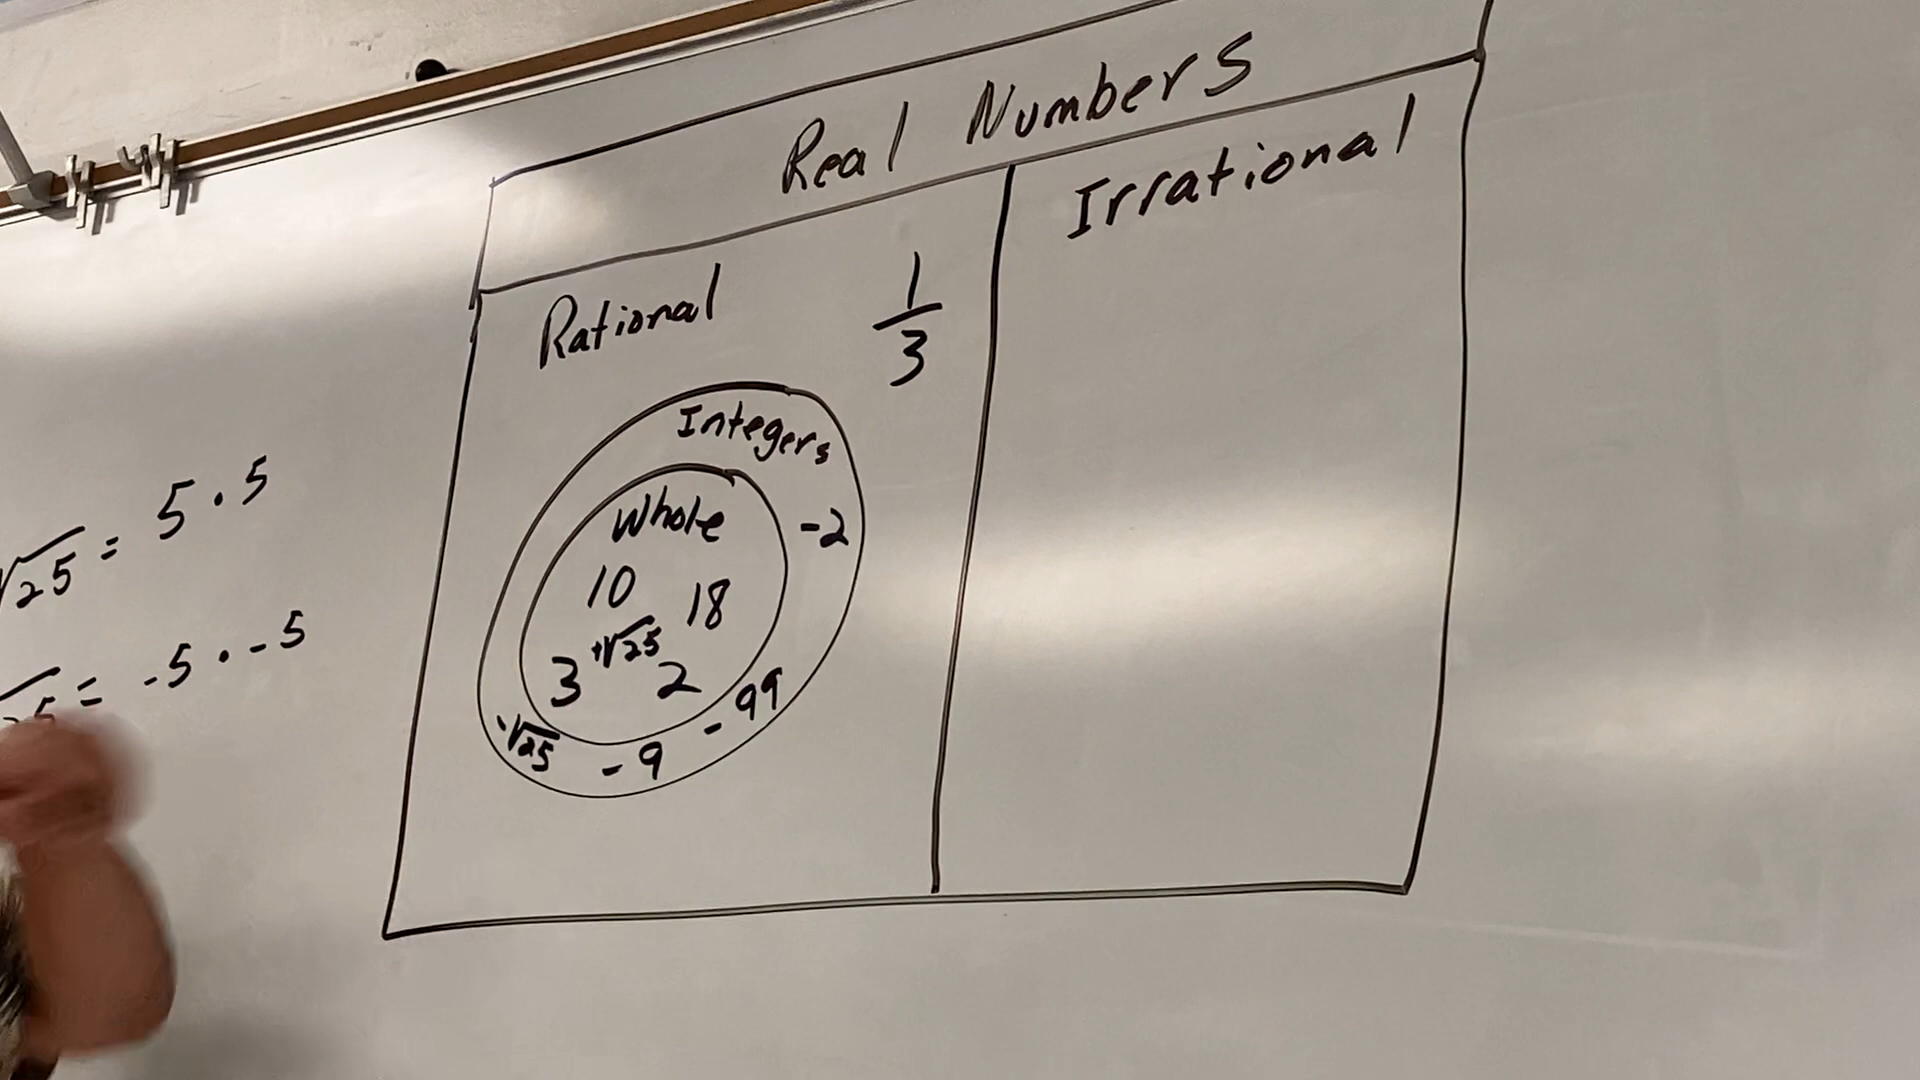 Real Numbers
Rational
Irrational
1/3
Integers
Whole
-2
10
18
+√25
3
2
-99
-√25
-9
√25 = 5 · 5
= -5 · -5